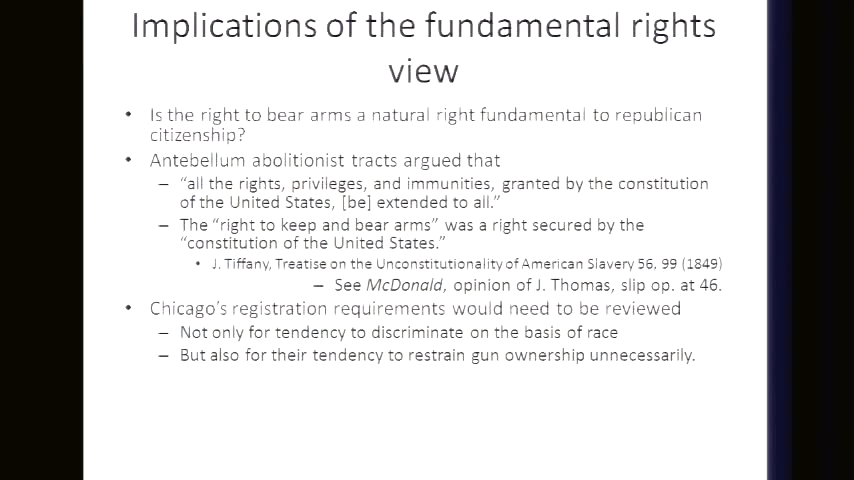 Implications of the fundamental rights
view
• Is the right to bear arms a natural right fundamental to republican
citizenship?
• Antebellum abolitionist tracts argued that
– “all the rights, privileges, and immunities, granted by the constitution
of the United States, [be] extended to all.”
– The “right to keep and bear arms” was a right secured by the
“constitution of the United States.”
• J. Tiffany, Treatise on the Unconstitutionality of American Slavery 56, 99 (1849)
– See McDonald, opinion of J. Thomas, slip op. at 46.
• Chicago’s registration requirements would need to be reviewed
– Not only for tendency to discriminate on the basis of race
– But also for their tendency to restrain gun ownership unnecessarily.